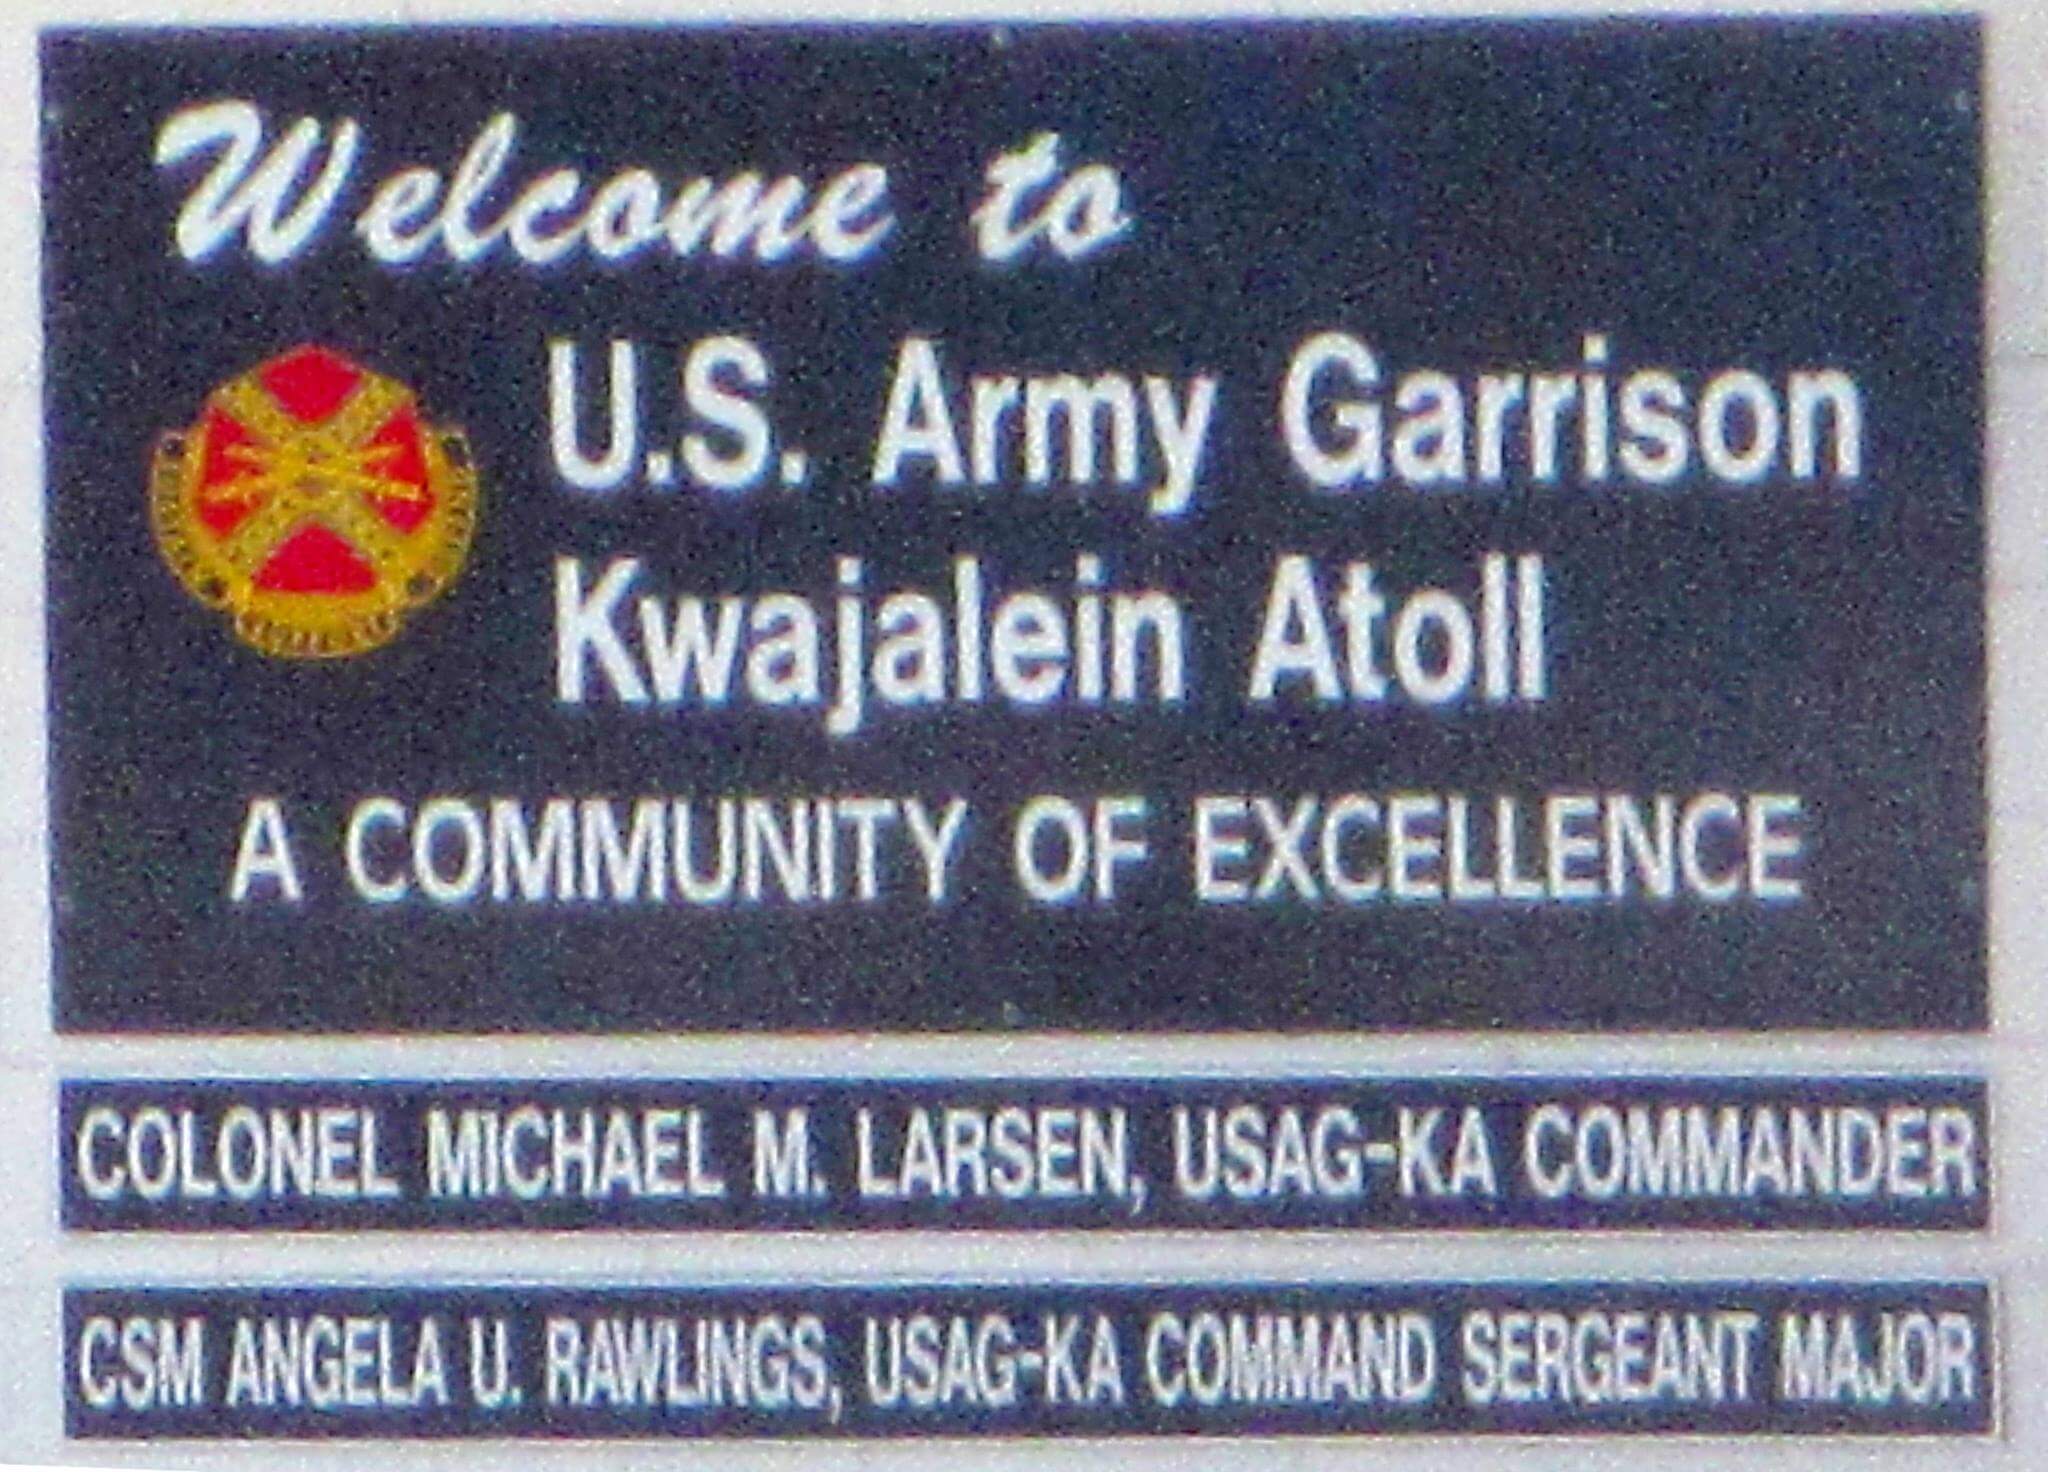 Welcome to
U.S. Army Garrison
Kwajalein Atoll
A COMMUNITY OF EXCELLENCE
COLONEL MICHAEL M. LARSEN, USAG-KA COMMANDER
CSM ANGELA U. RAWLINGS, USAG-KA COMMAND SERGEANT MAJOR